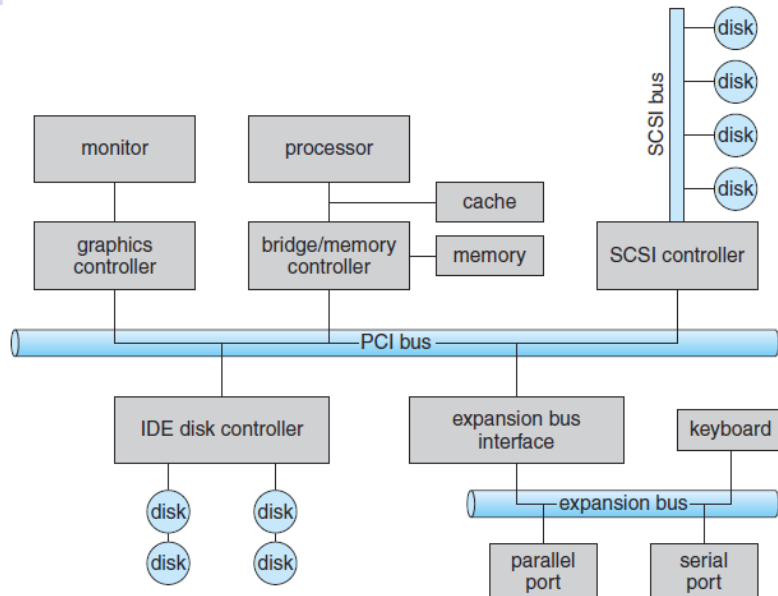 disk
disk
disk
disk
SCSI bus
monitor
processor
cache
graphics
controller
bridge/memory
controller
memory
SCSI controller
PCI bus
IDE disk controller
expansion bus
interface
keyboard
disk
disk
disk
disk
expansion bus
parallel
port
serial
port